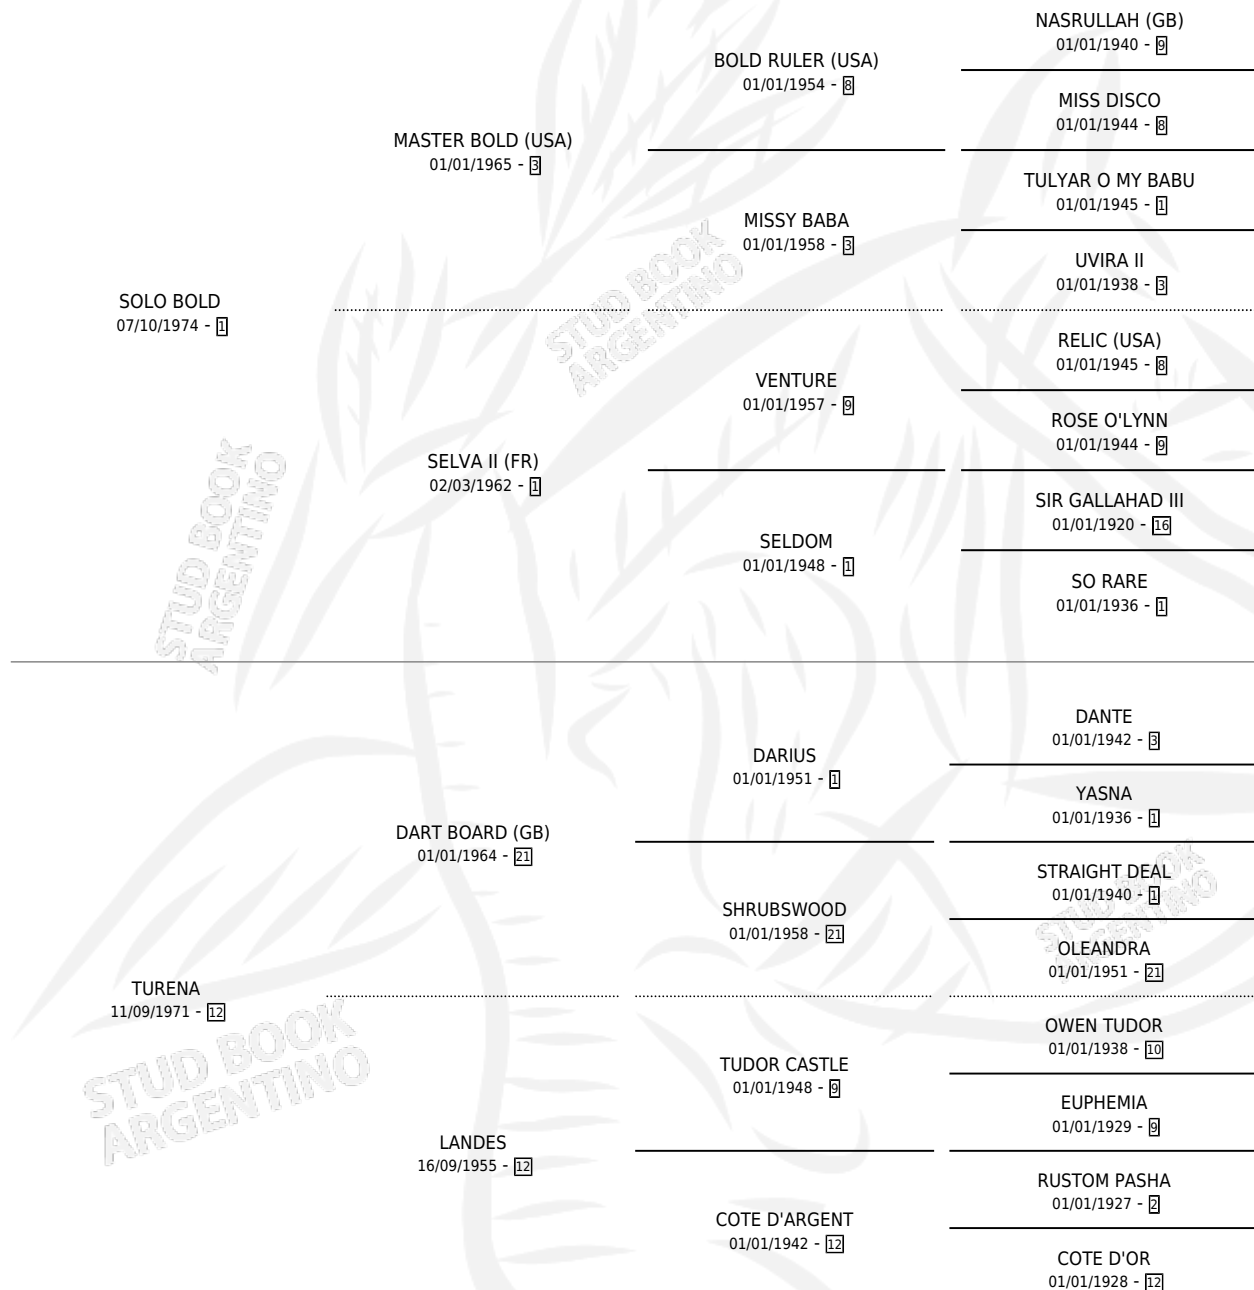 SOLO BOLD
07/10/1974 - 1
MASTER BOLD (USA)
01/01/1965 - 3
SELVA II (FR)
02/03/1962 - 1
BOLD RULER (USA)
01/01/1954 - 8
MISSY BABA
01/01/1958 - 3
VENTURE
01/01/1957 - 9
SELDOM
01/01/1948 - 1
NASRULLAH (GB)
01/01/1940 - 9
MISS DISCO
01/01/1944 - 8
TULYAR O MY BABU
01/01/1945 - 1
UVIRA II
01/01/1938 - 3
RELIC (USA)
01/01/1945 - 8
ROSE O'LYNN
01/01/1944 - 9
SIR GALLAHAD III
01/01/1920 - 16
SO RARE
01/01/1936 - 1
TURENA
11/09/1971 - 12
DART BOARD (GB)
01/01/1964 - 21
LANDES
16/09/1955 - 12
DARIUS
01/01/1951 - 1
SHRUBSWOOD
01/01/1958 - 21
TUDOR CASTLE
01/01/1948 - 9
COTE D'ARGENT
01/01/1942 - 12
DANTE
01/01/1942 - 3
YASNA
01/01/1936 - 1
STRAIGHT DEAL
01/01/1940 - 1
OLEANDRA
01/01/1951 - 21
OWEN TUDOR
01/01/1938 - 10
EUPHEMIA
01/01/1929 - 9
RUSTOM PASHA
01/01/1927 - 2
COTE D'OR
01/01/1928 - 12
STUD BOOK
ARGENTINO
STUD BOOK
ARGENTINO
STUD BOOK
ARGENTINO
STUD BOOK
ARGENTINO